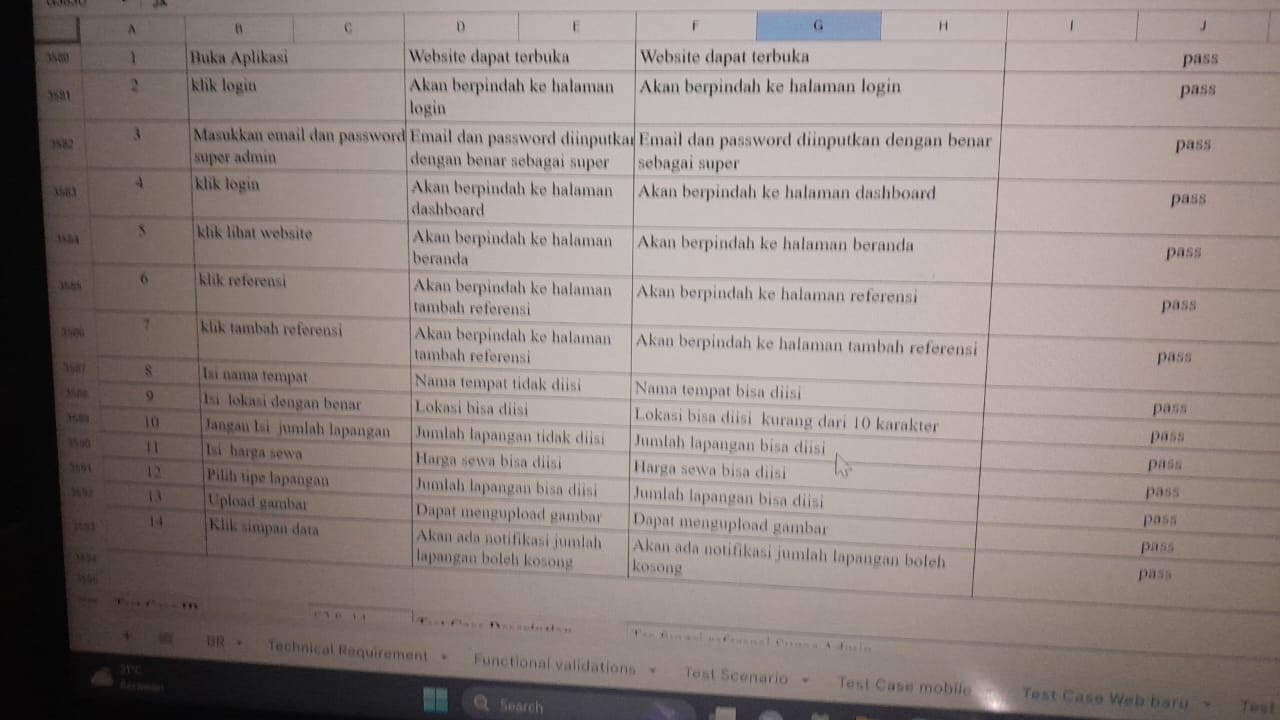 A B C D E F G H I J
3580 1 Buka Aplikasi Website dapat terbuka Website dapat terbuka pass
3581 2 klik login Akan berpindah ke halaman Akan berpindah ke halaman login pass
login
3582 3 Masukkan email dan password Email dan password diinputkan Email dan password diinputkan dengan benar pass
super admin dengan benar sebagai super sebagai super
3583 4 klik login Akan berpindah ke halaman Akan berpindah ke halaman dashboard pass
dashboard
3584 5 klik lihat website Akan berpindah ke halaman Akan berpindah ke halaman beranda pass
beranda
3585 6 klik referensi Akan berpindah ke halaman Akan berpindah ke halaman referensi pass
tambah referensi
3586 7 klik tambah referensi Akan berpindah ke halaman Akan berpindah ke halaman tambah referensi pass
tambah referensi
3587 8 Isi nama tempat Nama tempat tidak diisi Nama tempat bisa diisi pass
3588 9 Isi lokasi dengan benar Lokasi bisa diisi Lokasi bisa diisi kurang dari 10 karakter pass
3589 10 Jangan Isi jumlah lapangan Jumlah lapangan tidak diisi Jumlah lapangan bisa diisi pass
3590 11 Isi harga sewa Harga sewa bisa diisi Harga sewa bisa diisi pass
3591 12 Pilih tipe lapangan Jumlah lapangan bisa diisi Jumlah lapangan bisa diisi pass
3592 13 Upload gambar Dapat mengupload gambar Dapat mengupload gambar pass
3593 14 Klik simpan data Akan ada notifikasi jumlah Akan ada notifikasi jumlah lapangan boleh pass
lapangan boleh kosong kosong
3594
3595
BR Technical Requirement Functional validations Test Scenario Test Case mobile Test Case Web baru Test
31°C
Search